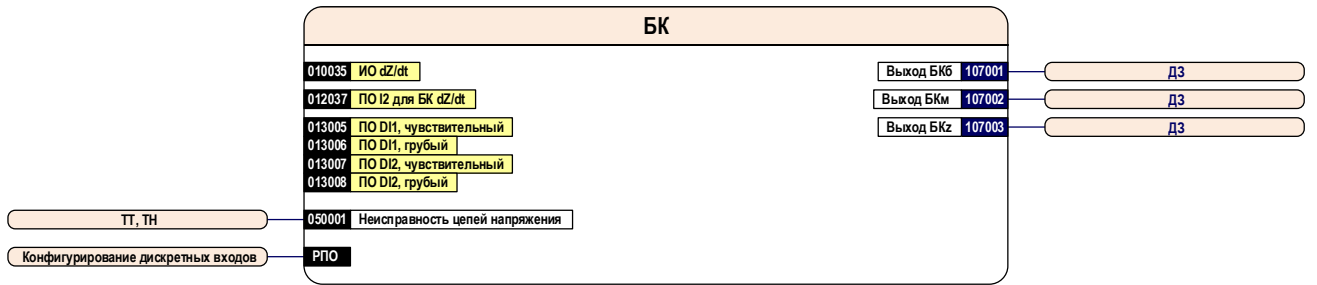 БК
010035 ИО dZ/dt
Выход БКб 107001 ДЗ
012037 ПО I2 для БК dZ/dt
Выход БКм 107002 ДЗ
013005 ПО DI1, чувствительный
Выход БКz 107003 ДЗ
013006 ПО DI1, грубый
013007 ПО DI2, чувствительный
013008 ПО DI2, грубый
ТТ, ТН 050001 Неисправность цепей напряжения
Конфигурирование дискретных входов РПО